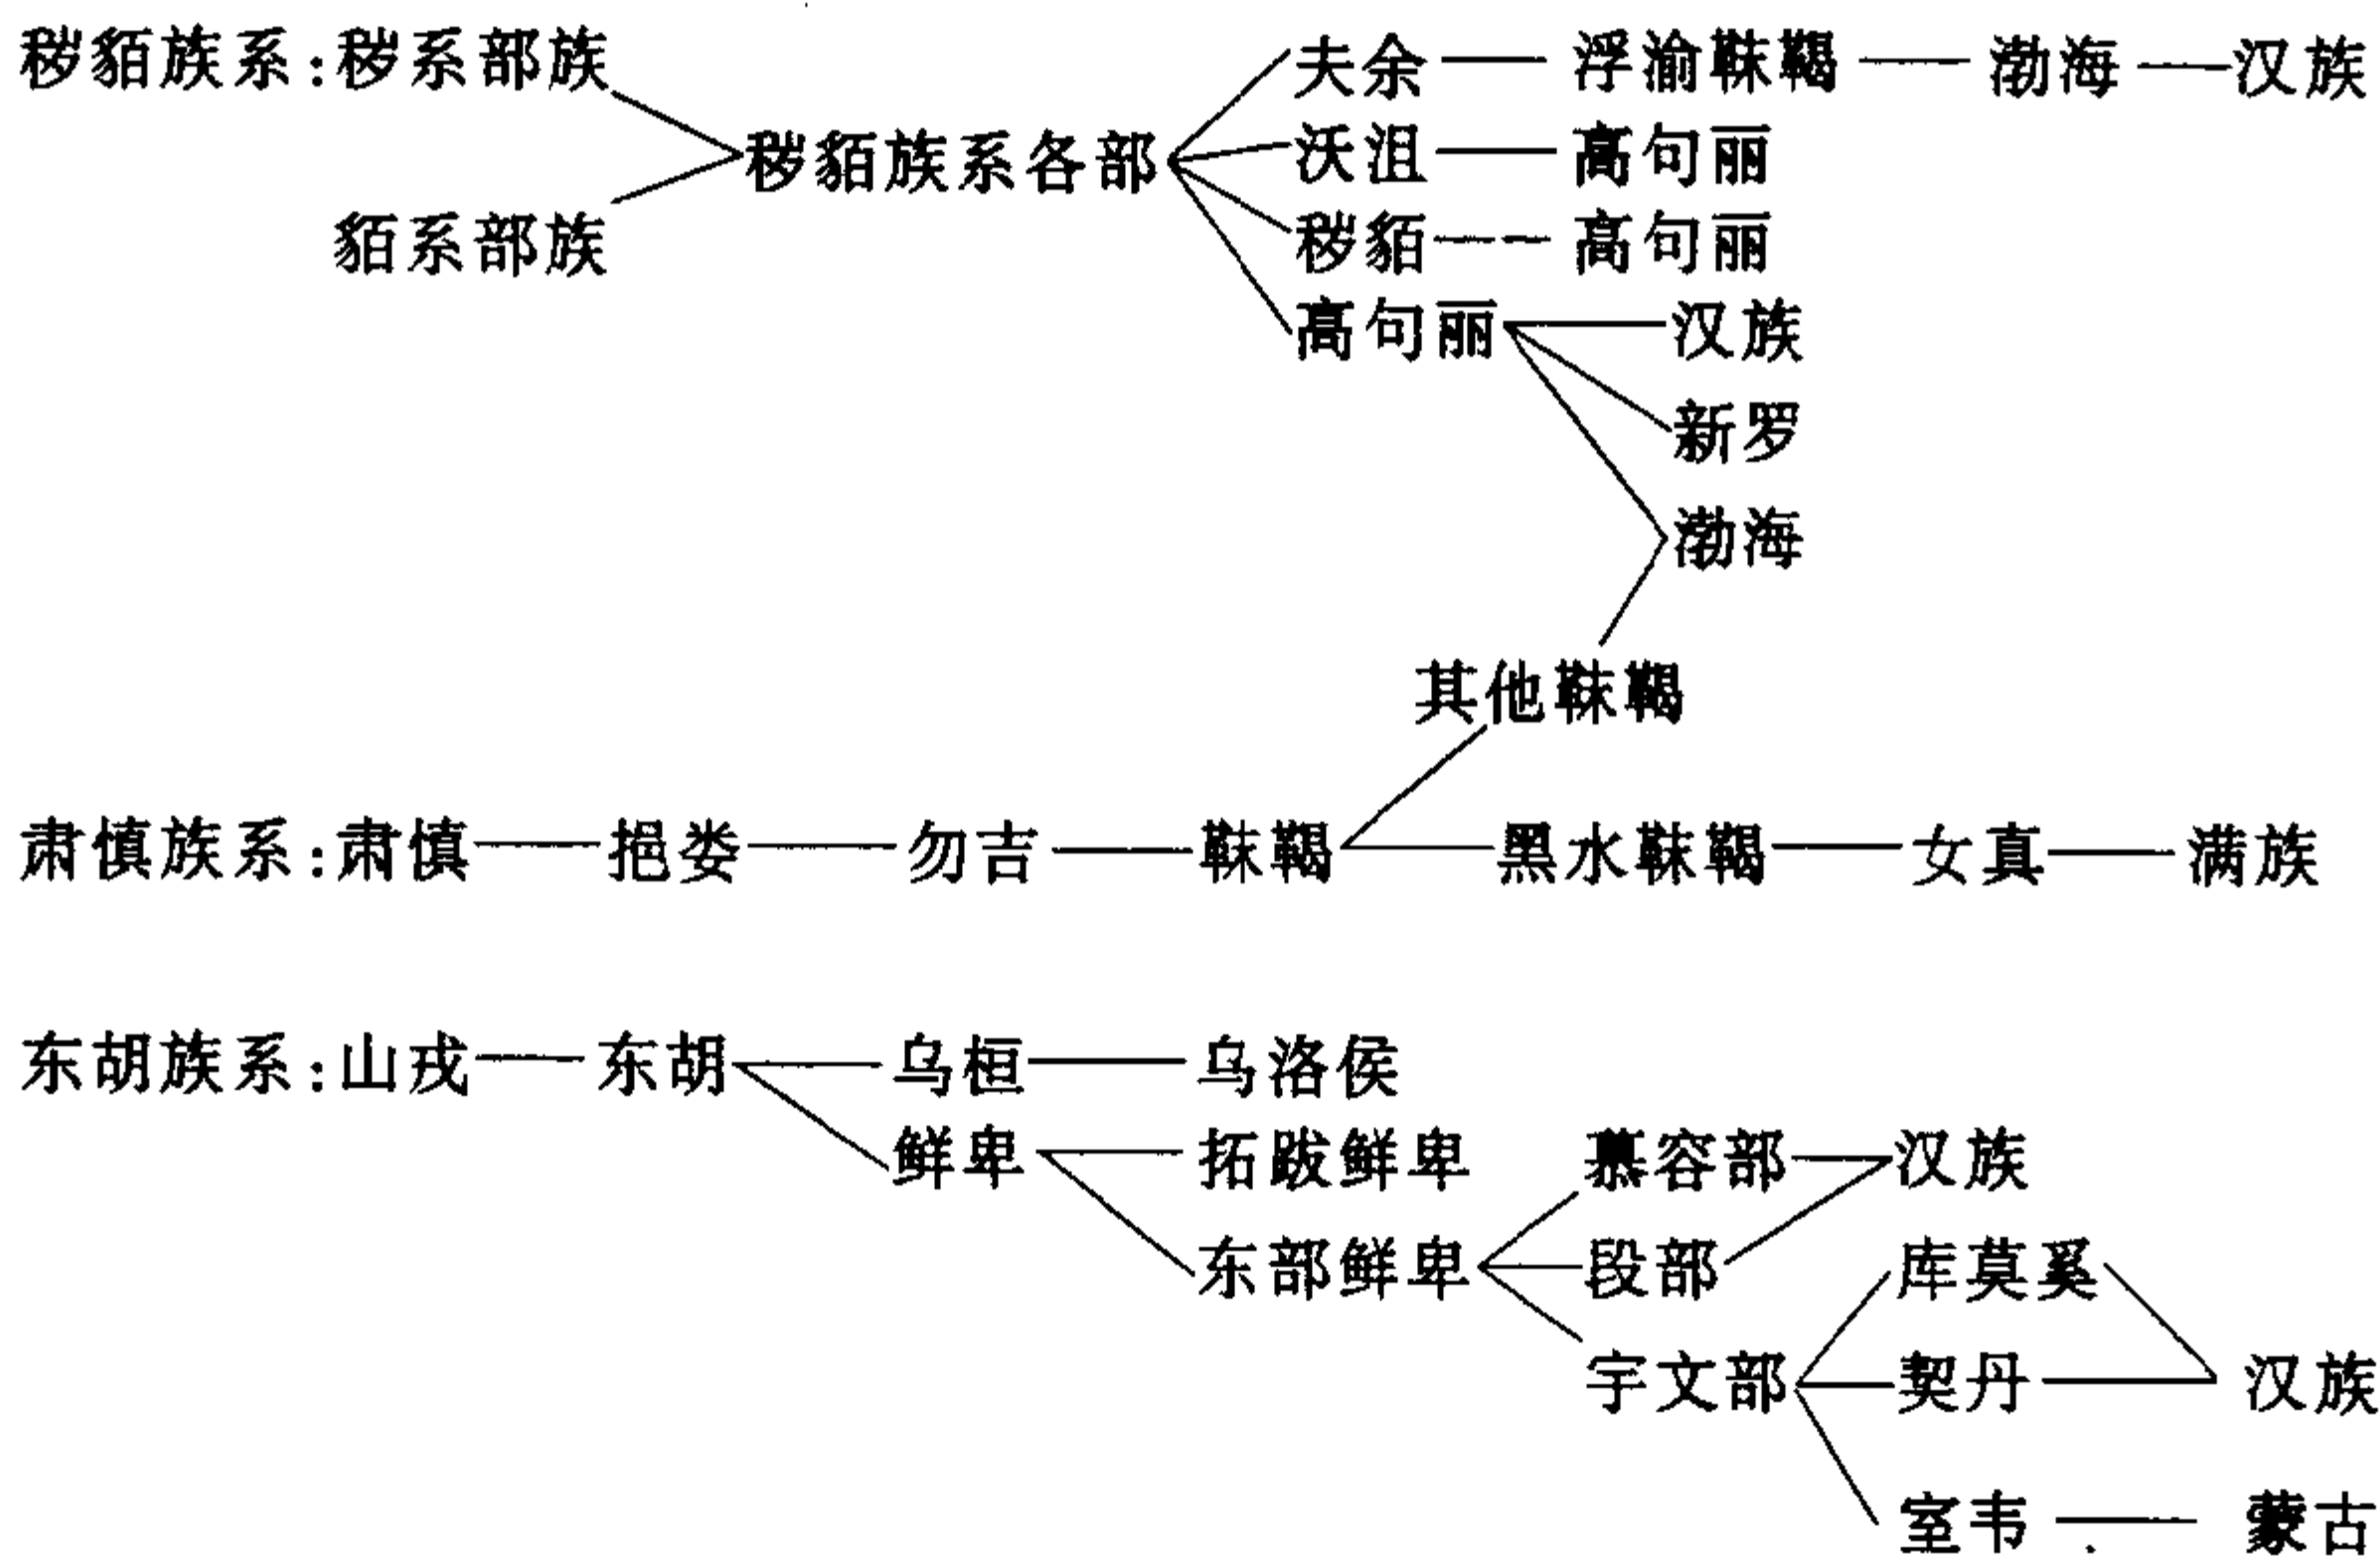 秽貊族系:秽系部族
夫余 浮渝靺鞨 渤海 汉族
秽貊族系各部
沃沮 高句丽
貊系部族
秽貊 高句丽
高句丽 汉族
新罗
渤海
其他靺鞨
肃慎族系:肃慎 挹娄 勿吉 靺鞨 黑水靺鞨 女真 满族
东胡族系:山戎 东胡 乌桓 乌洛侯
鲜卑 拓跋鲜卑 慕容部 汉族
东部鲜卑 段部 库莫奚
宇文部 契丹 汉族
室韦 蒙古